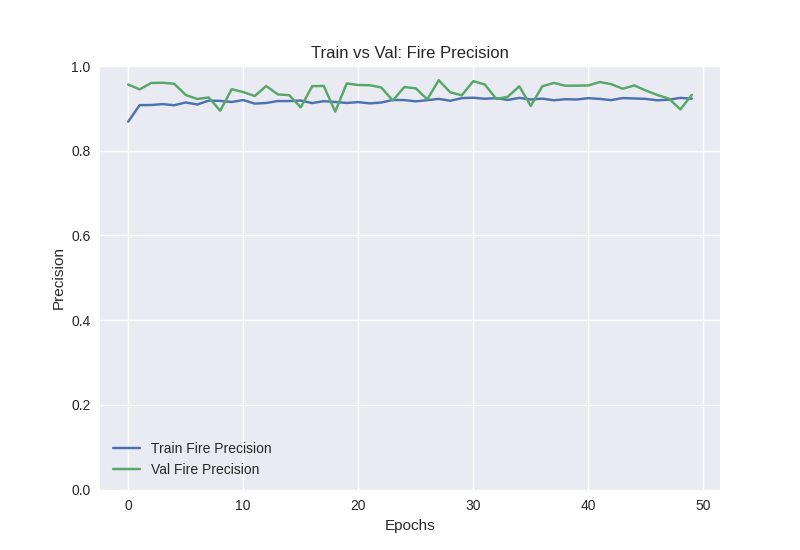 Train vs Val: Fire Precision
1.0
0.8
0.6
0.4
0.2
0.0
Precision
Train Fire Precision
Val Fire Precision
0 10 20 30 40 50
Epochs